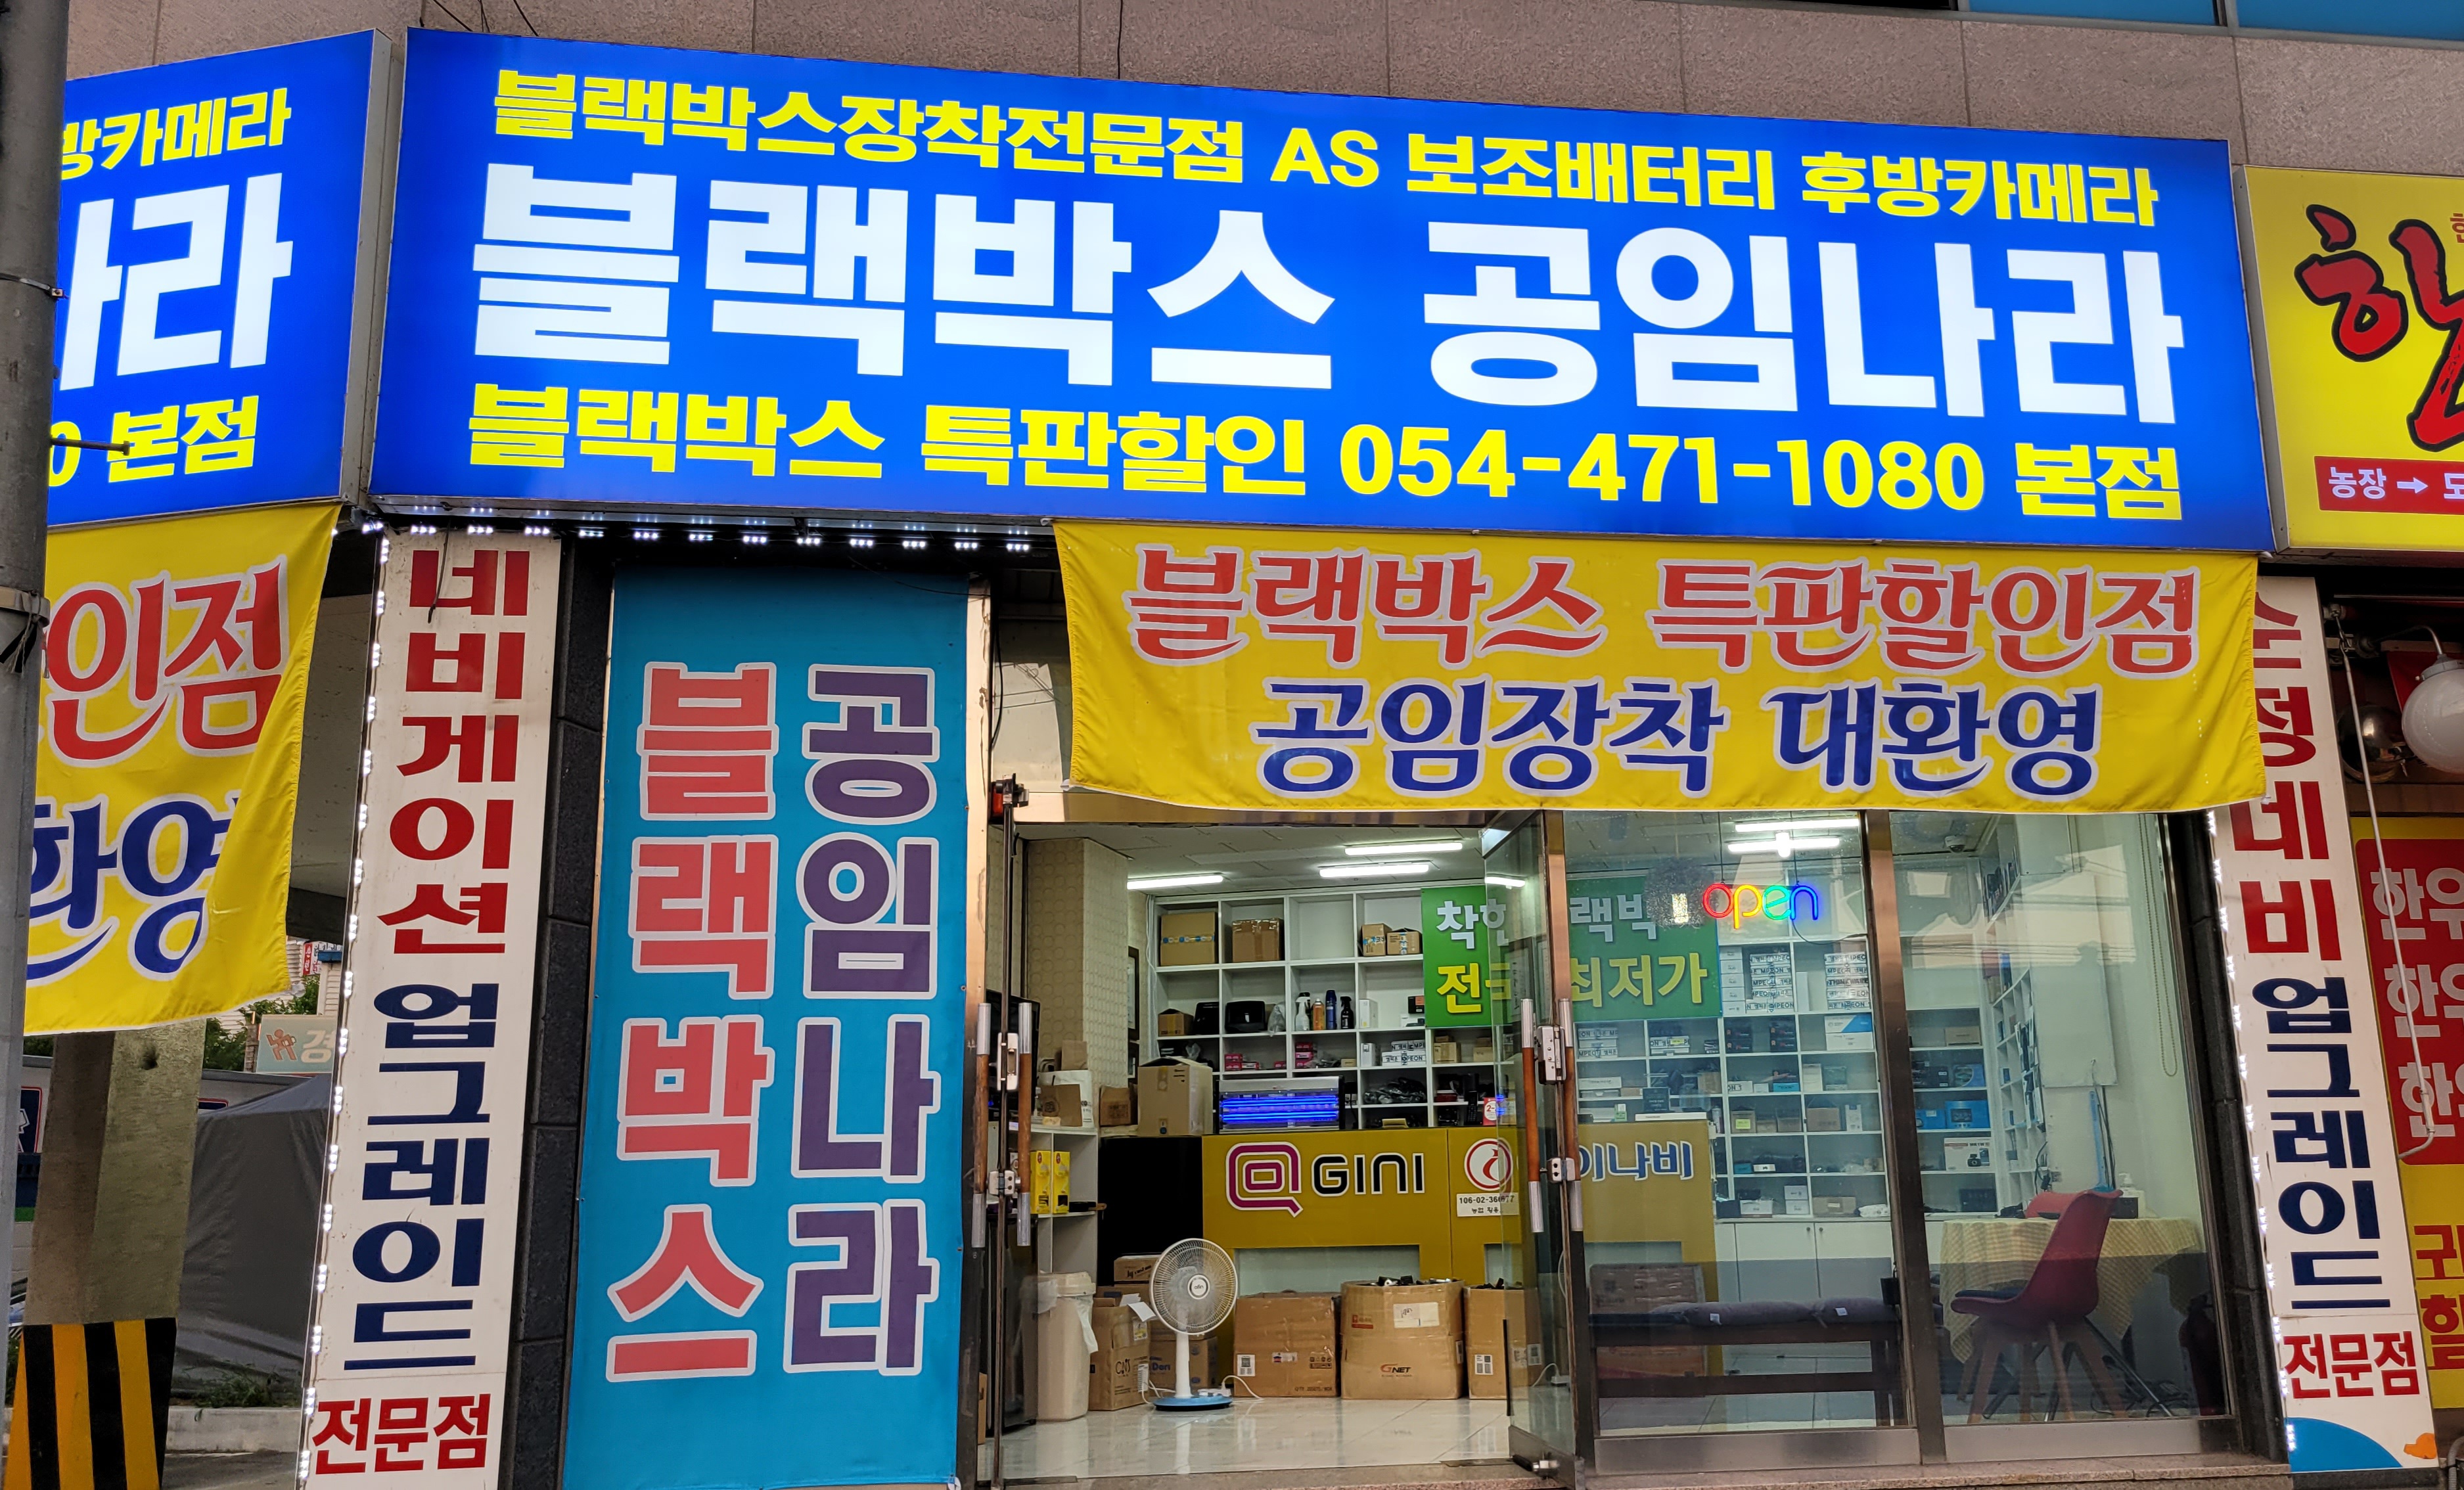 방카메라
라
0 본점
인점
환영
블랙박스장착전문점 AS 보조배터리 후방카메라
블랙박스 공임나라
블랙박스 특판할인 054-471-1080 본점
블랙박스 특판할인점
공임장착 대환영
네비게이션 업그레이드
전문점
블랙박스
공임나라
open
최저가
GINI
이나비
GNET
순정네비 업그레이드
전문점
농장 →
한우